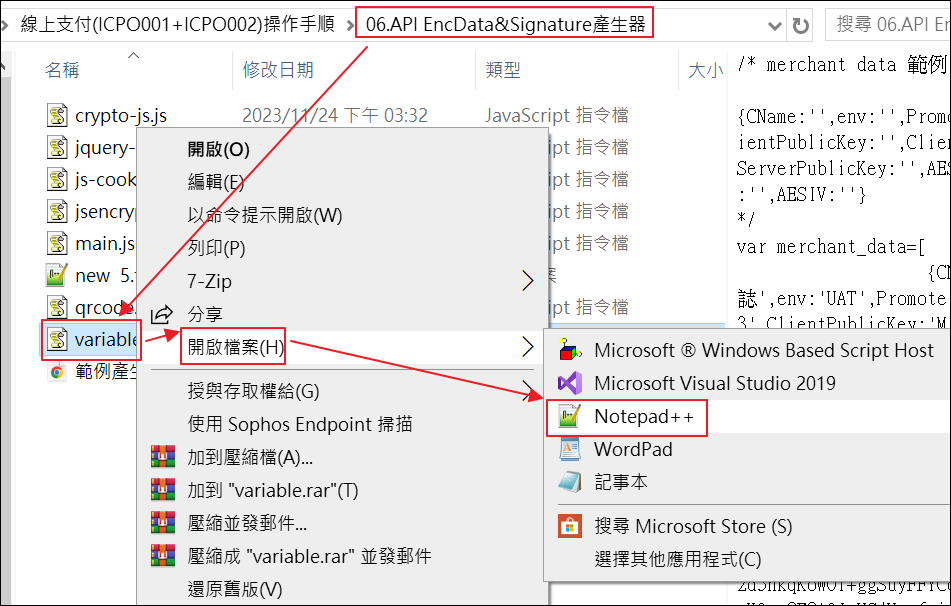 線上支付(ICPO001+ICPO002)操作手順 > 06.API EncData&Signature產生器
搜尋 06.API En
名稱 修改日期 類型 大小
crypto-js.js 2023/11/24 下午 03:32 JavaScript 指令檔
jquery- ipt 指令檔
js-cook ipt 指令檔
jsencry ipt 指令檔
main.js ipt 指令檔
new 5. 案
qrcode. ipt 指令檔
variable
範例產生
開啟(O)
編輯(E)
以命令提示開啟(W)
列印(P)
7-Zip
分享
開啟檔案(H)
授與存取權給(G)
使用 Sophos Endpoint 掃描
加到壓縮檔(A)...
加到 "variable.rar"(T)
壓縮並發郵件...
壓縮成 "variable.rar" 並發郵件
還原舊版(V)
Microsoft ® Windows Based Script Host
Microsoft Visual Studio 2019
Notepad++
WordPad
記事本
搜尋 Microsoft Store (S)
選擇其他應用程式(C)
/* merchant data 範例
{CName:'',env:'',Promo
ientPublicKey:'',Clie
ServerPublicKey:'',AES
:'',AESIV:''}
*/
var merchant_data=[
{CN
誌',env:'UAT',Promote
3',ClientPublicKey:'M